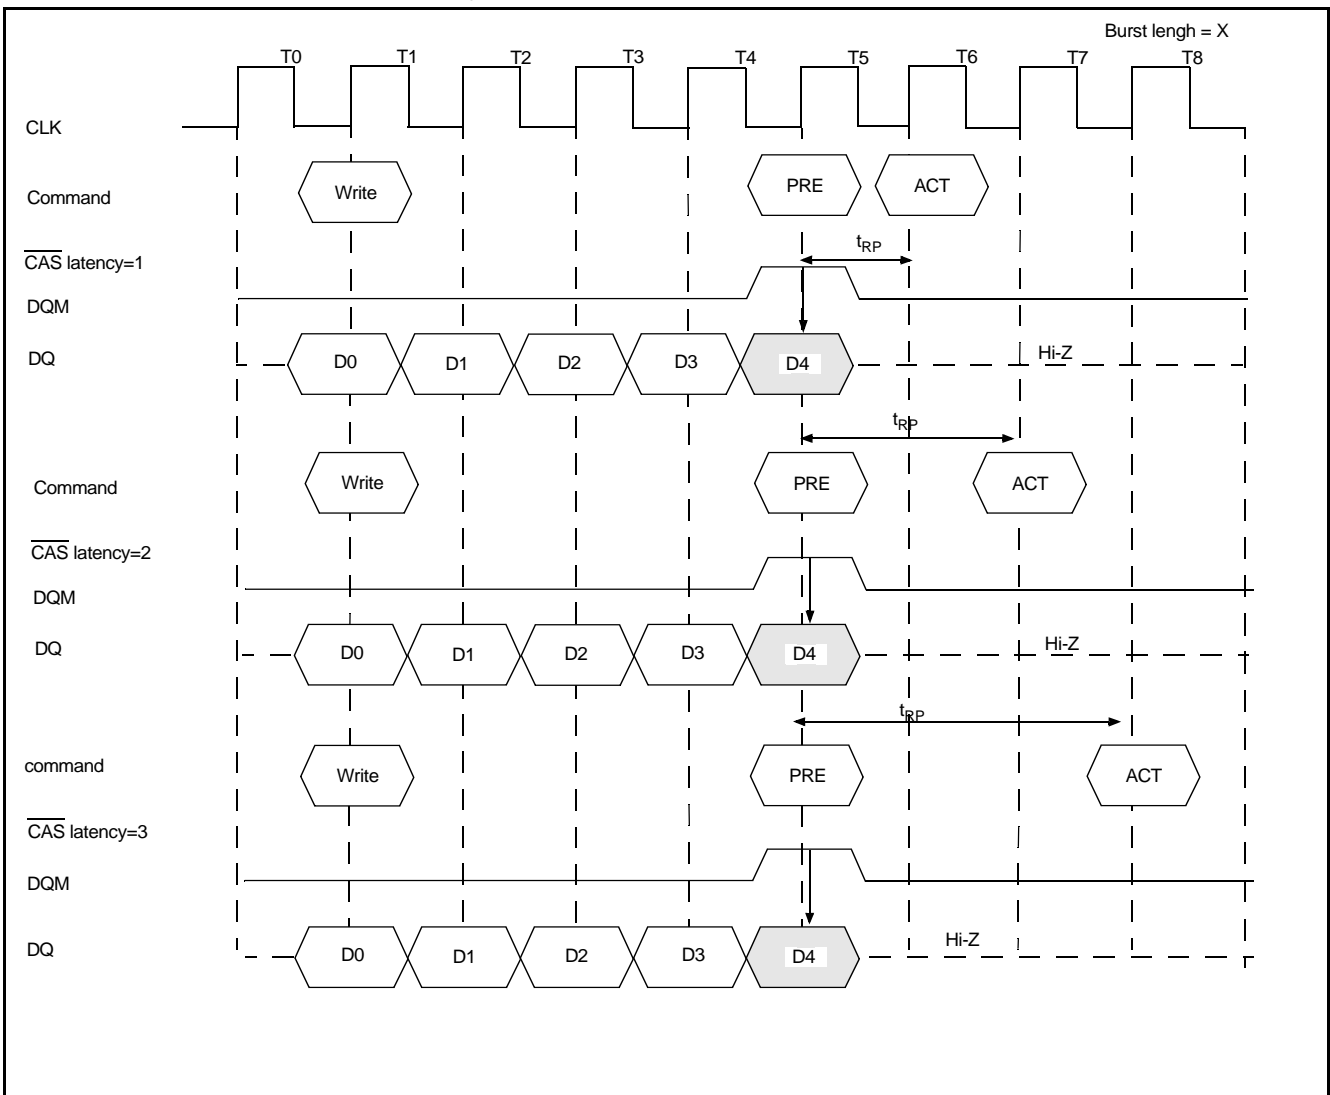 Burst lengh = X
T0 T1 T2 T3 T4 T5 T6 T7 T8
CLK
Command Write PRE ACT
tRP
CAS latency=1
DQM
DQ D0 D1 D2 D3 D4 Hi-Z
tRP
Command Write PRE ACT
CAS latency=2
DQM
DQ D0 D1 D2 D3 D4 Hi-Z
tRP
command Write PRE ACT
CAS latency=3
DQM
DQ D0 D1 D2 D3 D4 Hi-Z